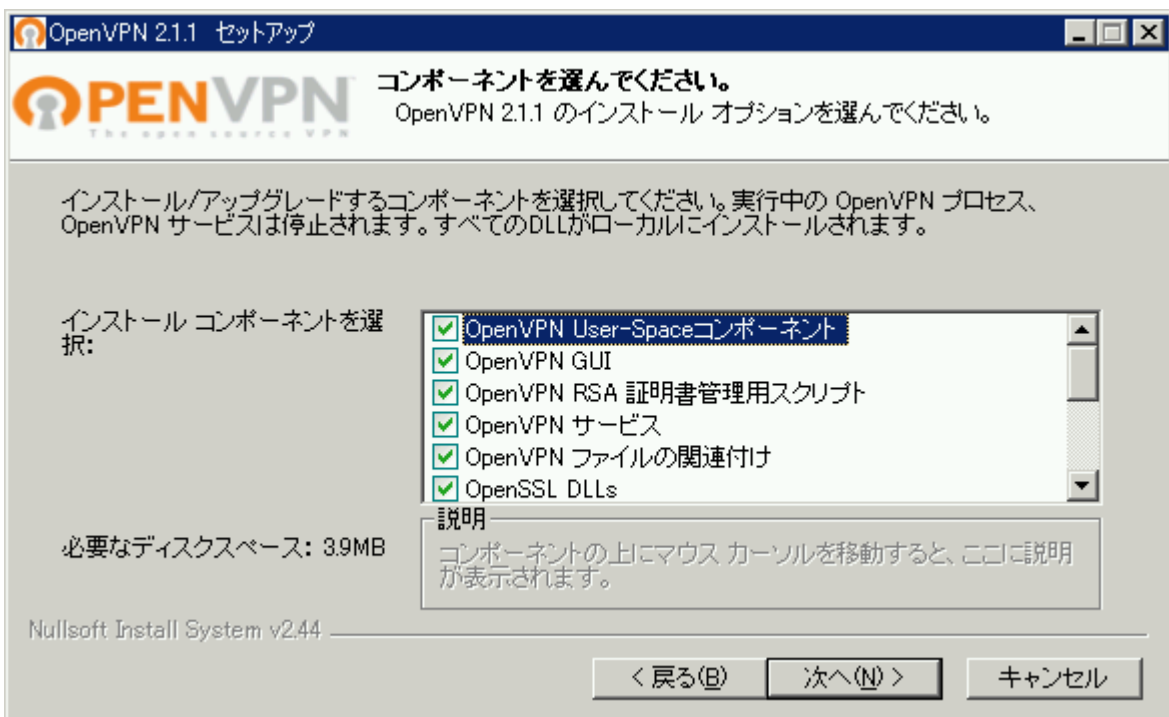 OpenVPN 2.1.1 セットアップ
OPENVPN
The open source VPN
コンポーネントを選んでください。
OpenVPN 2.1.1 のインストール オプションを選んでください。
インストール/アップグレードするコンポーネントを選択してください。実行中の OpenVPN プロセス、
OpenVPN サービスは停止されます。すべてのDLLがローカルにインストールされます。
インストール コンポーネントを選
択:
OpenVPN User-Spaceコンポーネント
OpenVPN GUI
OpenVPN RSA 証明書管理用スクリプト
OpenVPN サービス
OpenVPN ファイルの関連付け
OpenSSL DLLs
必要なディスクスペース: 3.9MB
説明
コンポーネントの上にマウス カーソルを移動すると、ここに説明
が表示されます。
Nullsoft Install System v2.44
< 戻る(B)
次へ(N) >
キャンセル